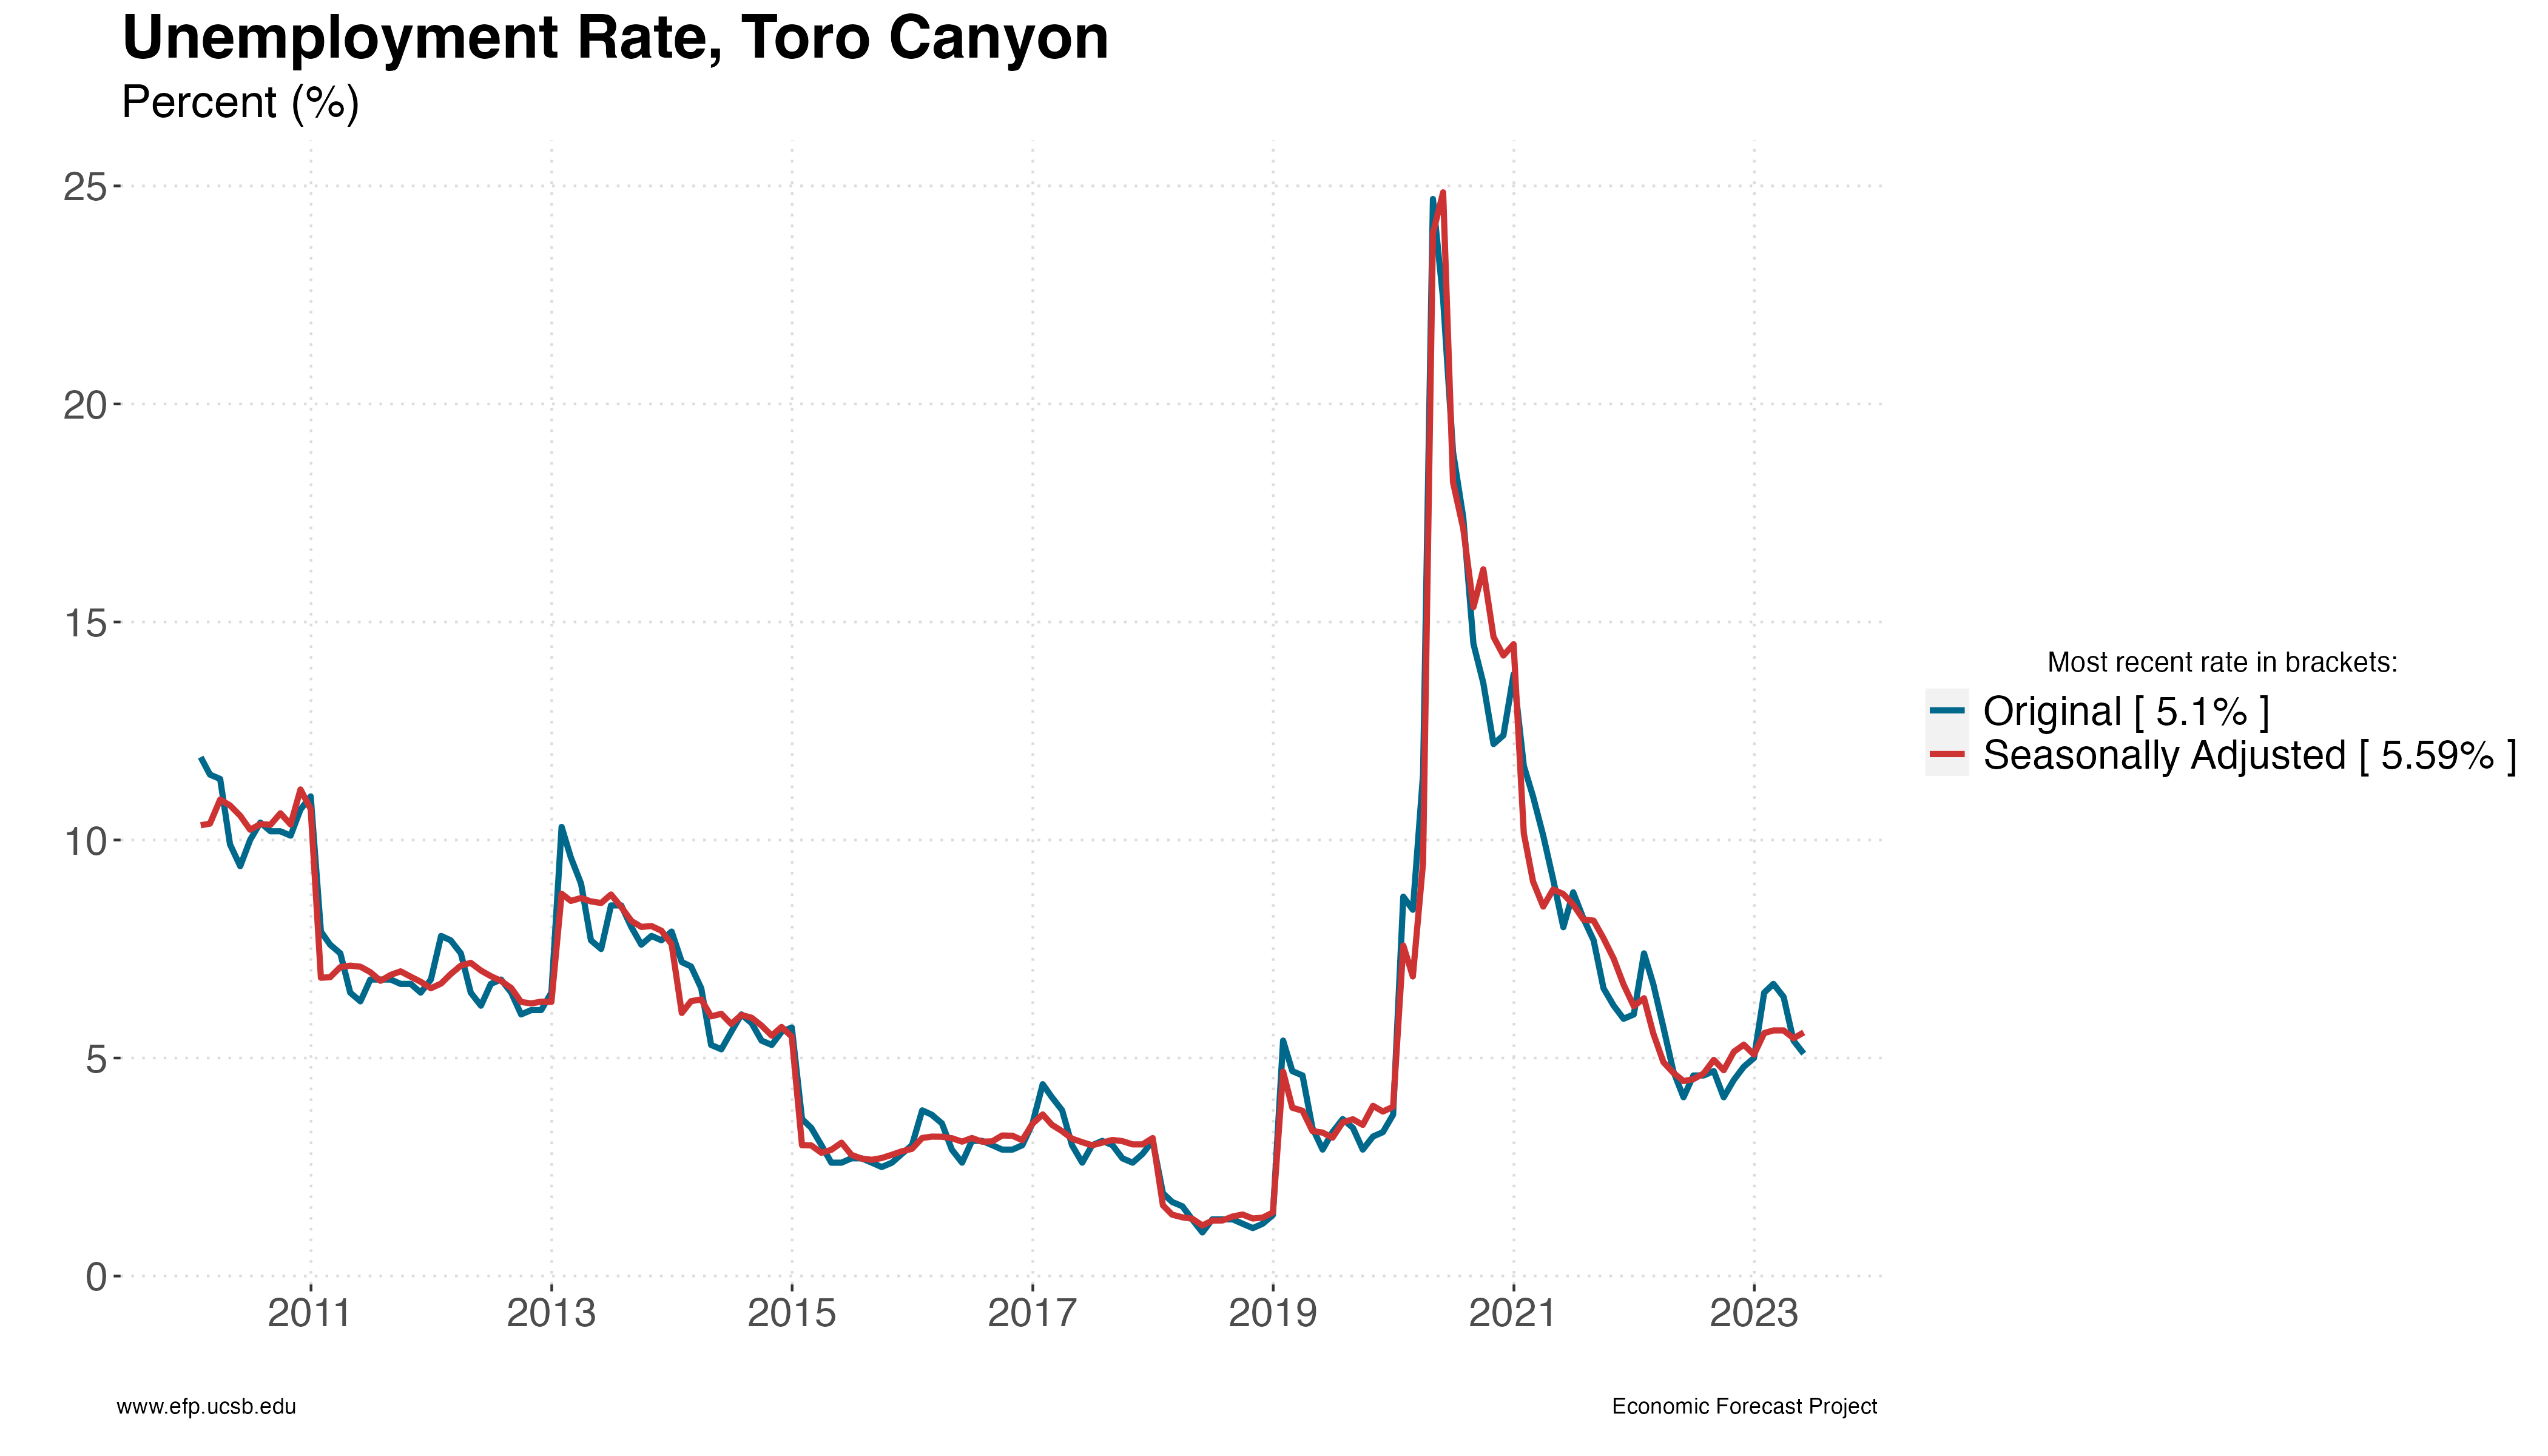 Unemployment Rate, Toro Canyon
Percent (%)
25
20
15
10
5
0
2011 2013 2015 2017 2019 2021 2023
Most recent rate in brackets:
Original [ 5.1% ]
Seasonally Adjusted [ 5.59% ]
www.efp.ucsb.edu
Economic Forecast Project